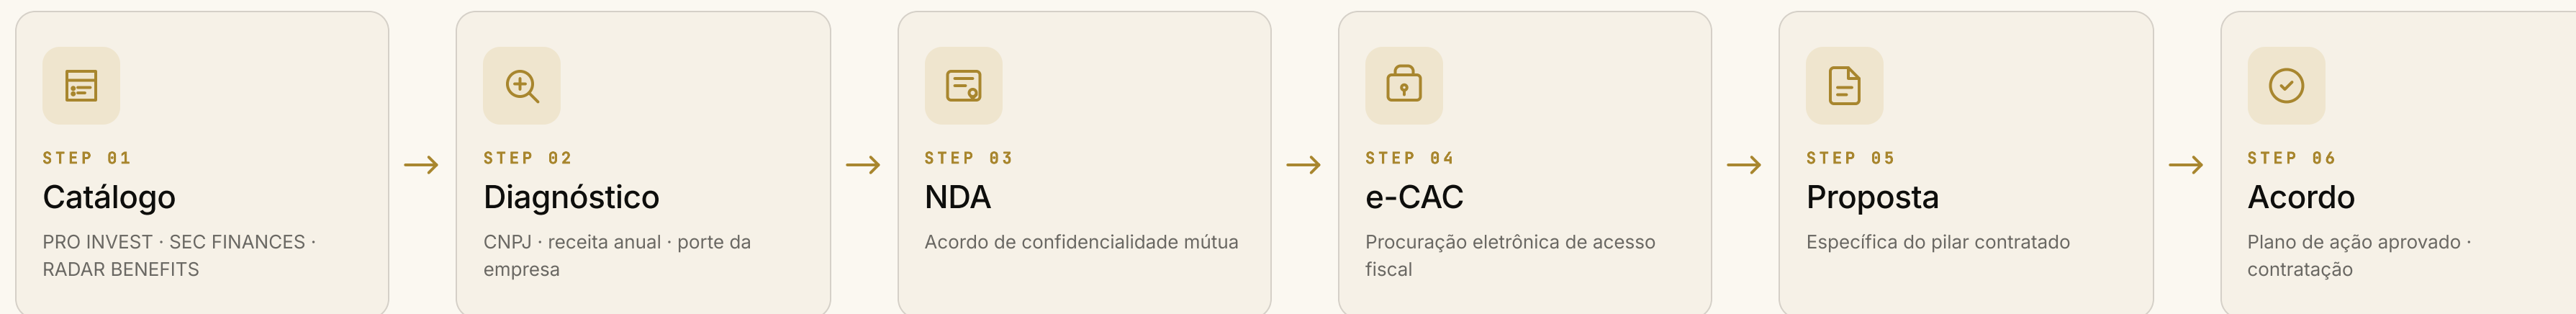 STEP 01
Catálogo
PRO INVEST · SEC FINANCES ·
RADAR BENEFITS
STEP 02
Diagnóstico
CNPJ · receita anual · porte da
empresa
STEP 03
NDA
Acordo de confidencialidade mútua
STEP 04
e-CAC
Procuração eletrônica de acesso
fiscal
STEP 05
Proposta
Específica do pilar contratado
STEP 06
Acordo
Plano de ação aprovado ·
contratação